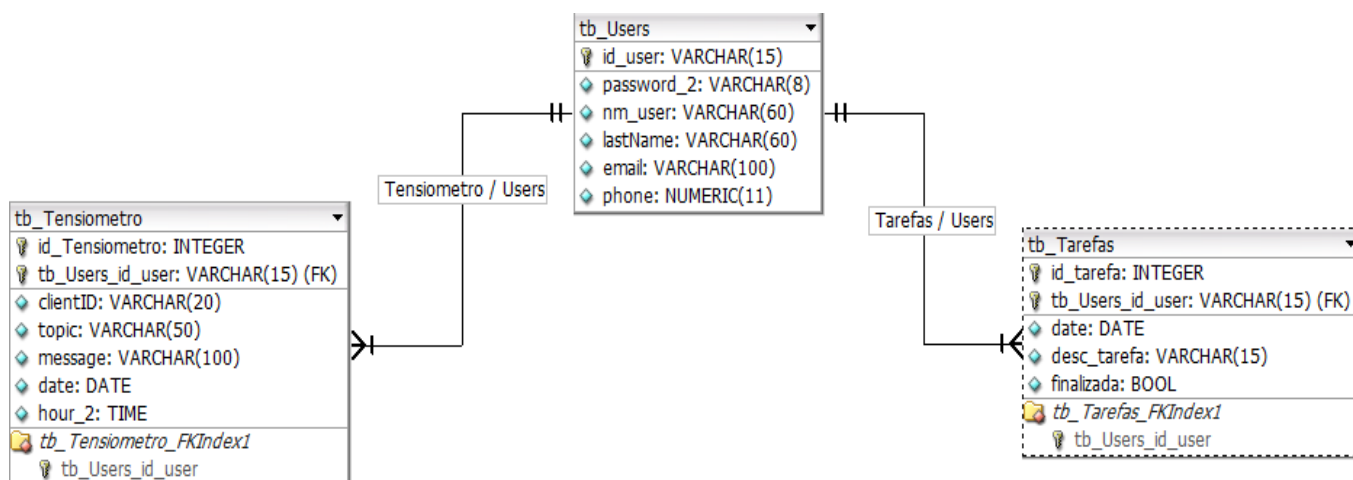 tb_Users
id_user: VARCHAR(15)
password_2: VARCHAR(8)
nm_user: VARCHAR(60)
lastName: VARCHAR(60)
email: VARCHAR(100)
phone: NUMERIC(11)
Tensiometro / Users
Tarefas / Users
tb_Tensiometro
id_Tensiometro: INTEGER
tb_Users_id_user: VARCHAR(15) (FK)
clientID: VARCHAR(20)
topic: VARCHAR(50)
message: VARCHAR(100)
date: DATE
hour_2: TIME
tb_Tensiometro_FKIndex1
tb_Users_id_user
tb_Tarefas
id_tarefa: INTEGER
tb_Users_id_user: VARCHAR(15) (FK)
date: DATE
desc_tarefa: VARCHAR(15)
finalizada: BOOL
tb_Tarefas_FKIndex1
tb_Users_id_user